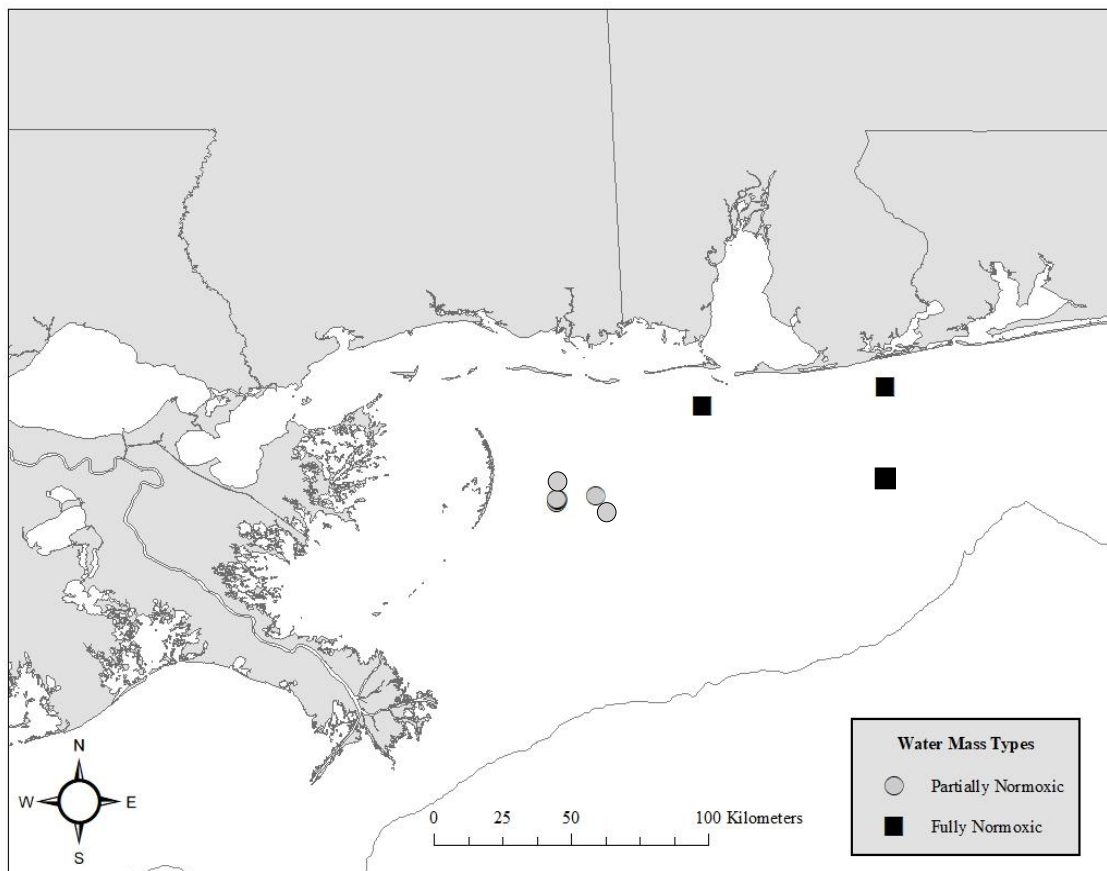 Water Mass Types
Partially Normoxic
Fully Normoxic
N
W E
S
0 25 50 100 Kilometers